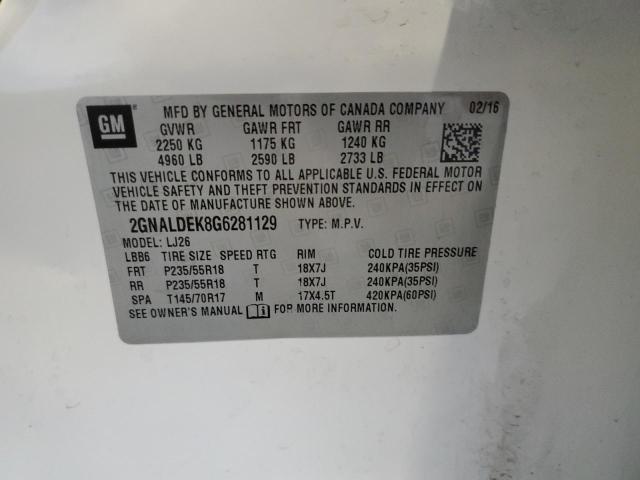 GM ® MFD BY GENERAL MOTORS OF CANADA COMPANY 02/16
GVWR GAWR FRT GAWR RR
2250 KG 1175 KG 1240 KG
4960 LB 2590 LB 2733 LB
THIS VEHICLE CONFORMS TO ALL APPLICABLE U.S. FEDERAL MOTOR
VEHICLE SAFETY AND THEFT PREVENTION STANDARDS IN EFFECT ON
THE DATE OF MANUFACTURE SHOWN ABOVE.
2GNALDEK8G6281129 TYPE: M.P.V.
MODEL: LJ26
LBB6 TIRE SIZE SPEED RTG RIM COLD TIRE PRESSURE
FRT P235/55R18 T 18X7J 240KPA(35PSI)
RR P235/55R18 T 18X7J 240KPA(35PSI)
SPA T145/70R17 M 17X4.5T 420KPA(60PSI)
SEE OWNER'S MANUAL FOR MORE INFORMATION.